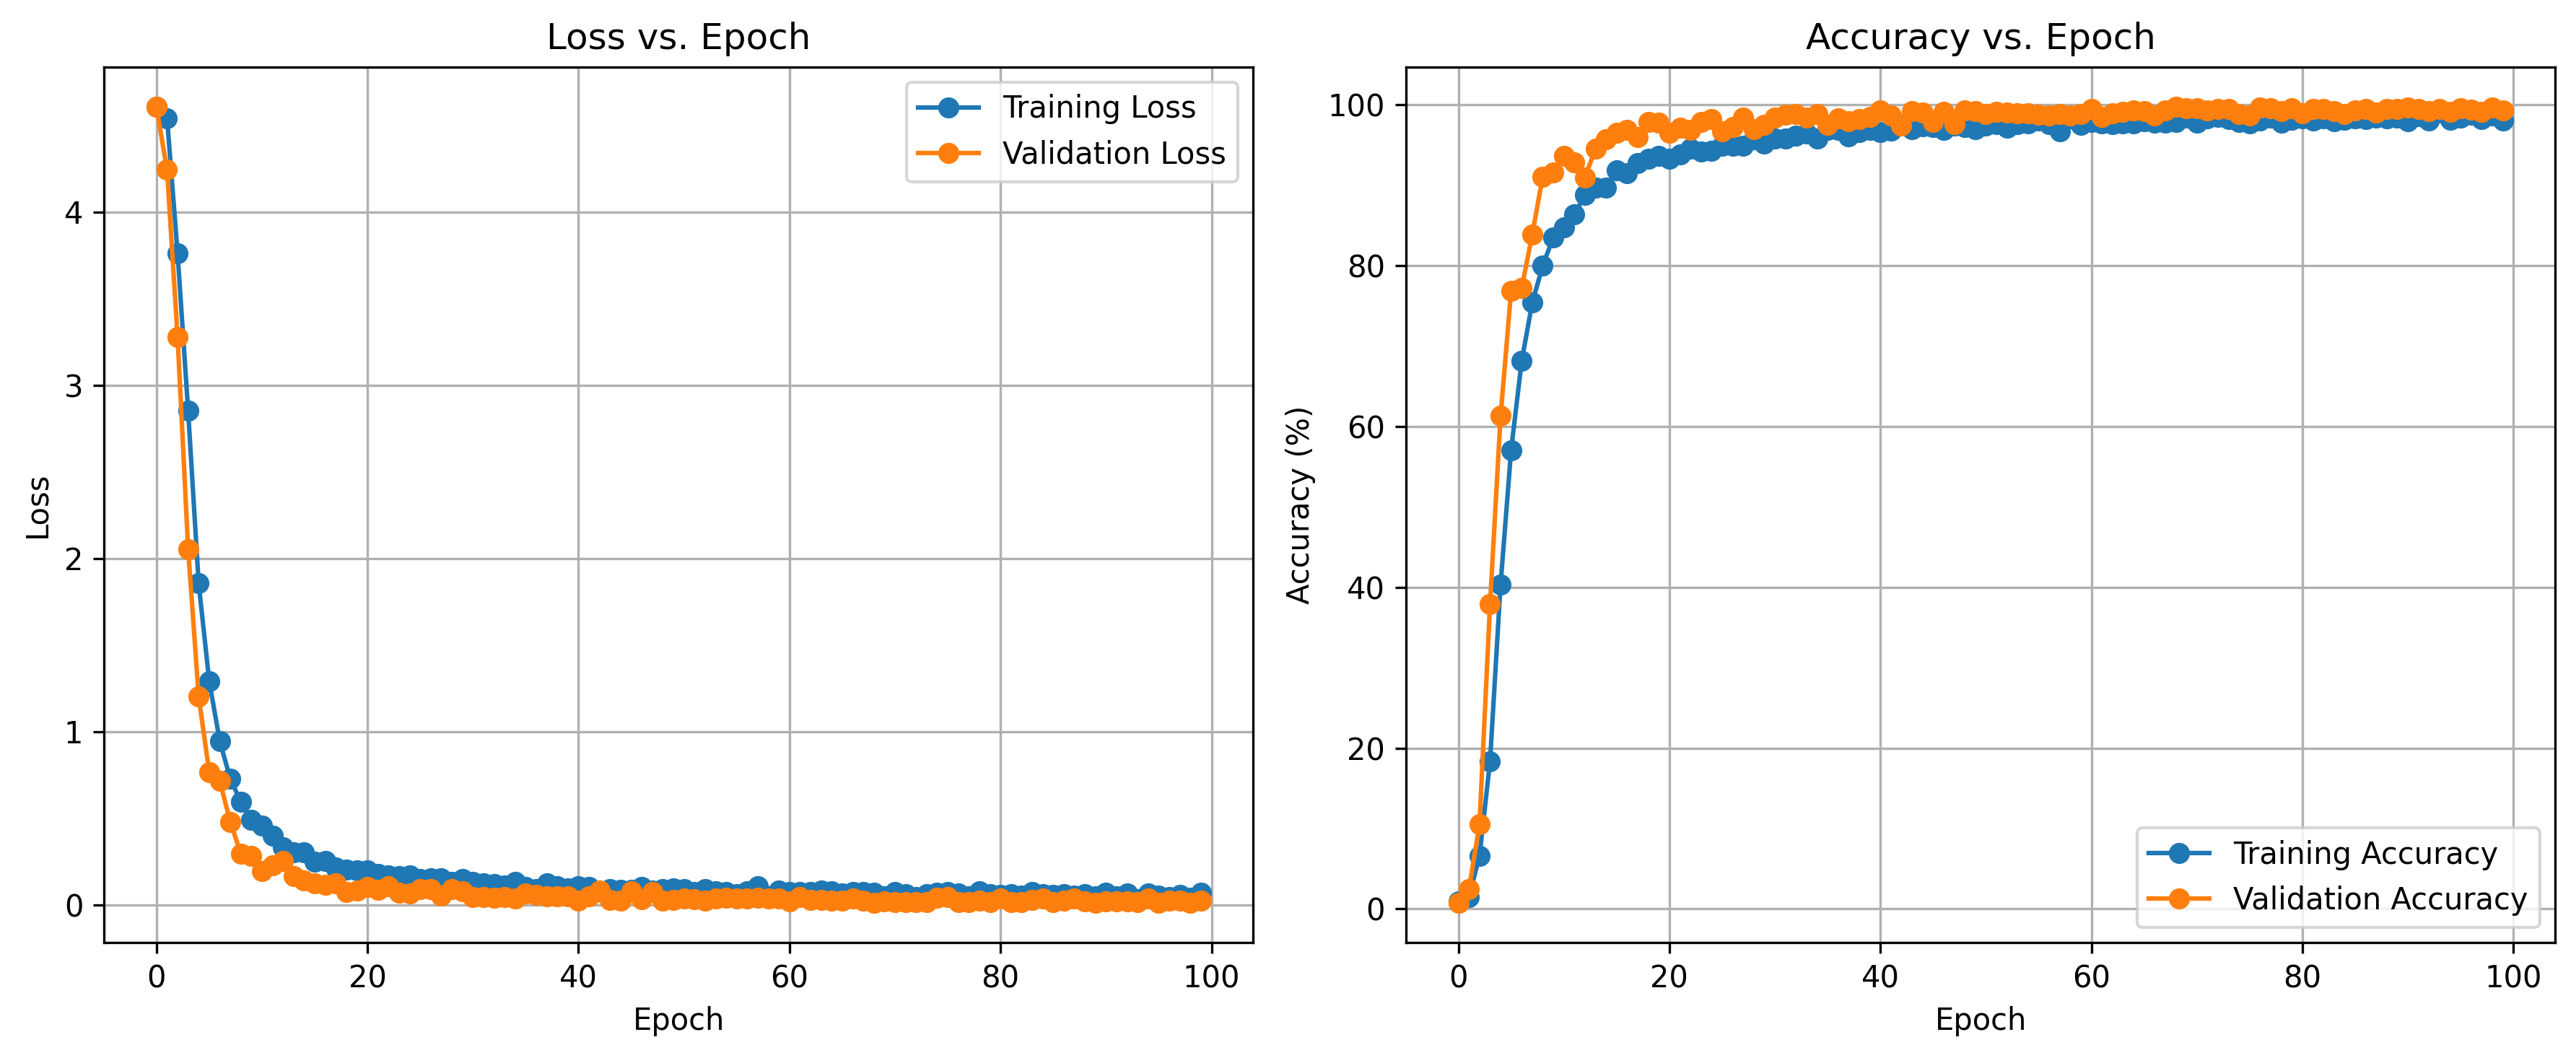 Loss vs. Epoch
Training Loss
Validation Loss
4
3
2
1
0
Loss
0 20 40 60 80 100
Epoch
Accuracy vs. Epoch
100
80
60
40
20
0
Accuracy (%)
Training Accuracy
Validation Accuracy
0 20 40 60 80 100
Epoch